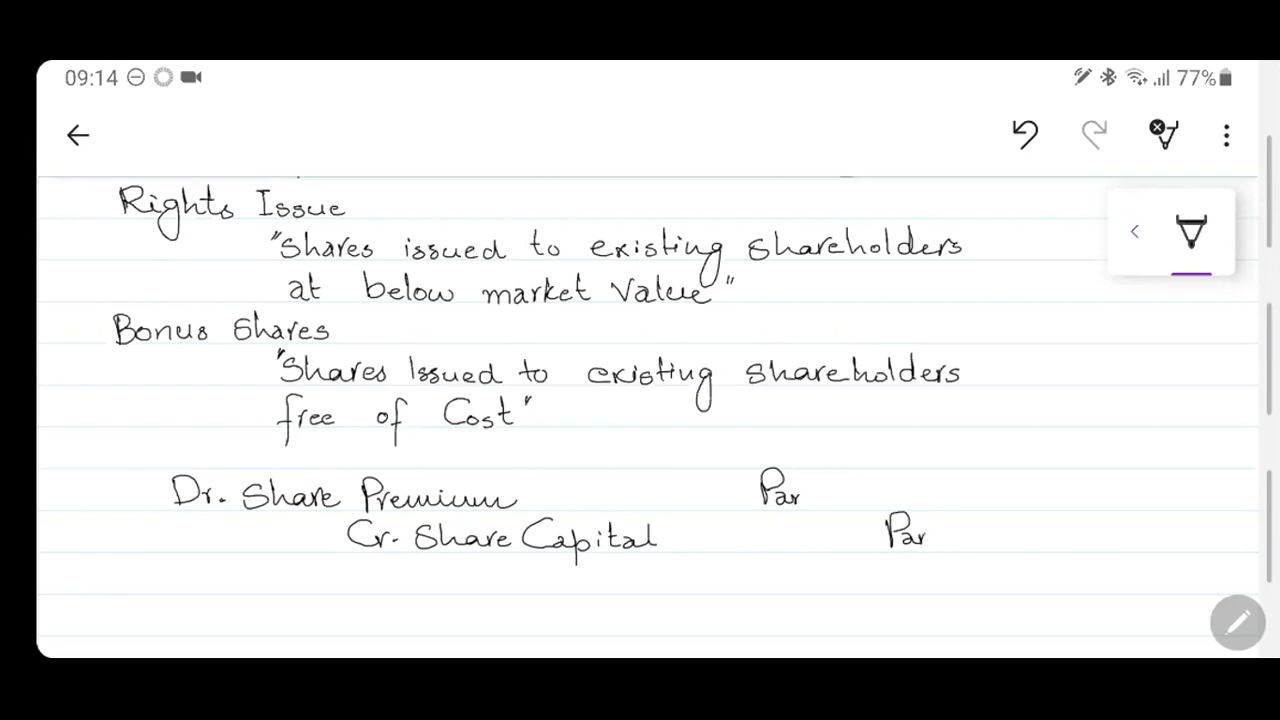 09:14 77%
Rights Issue
"Shares issued to existing shareholders
at below market value"
Bonus Shares
"Shares Issued to existing shareholders
free of Cost"
Dr. Share Premium Par
Cr. Share Capital Par